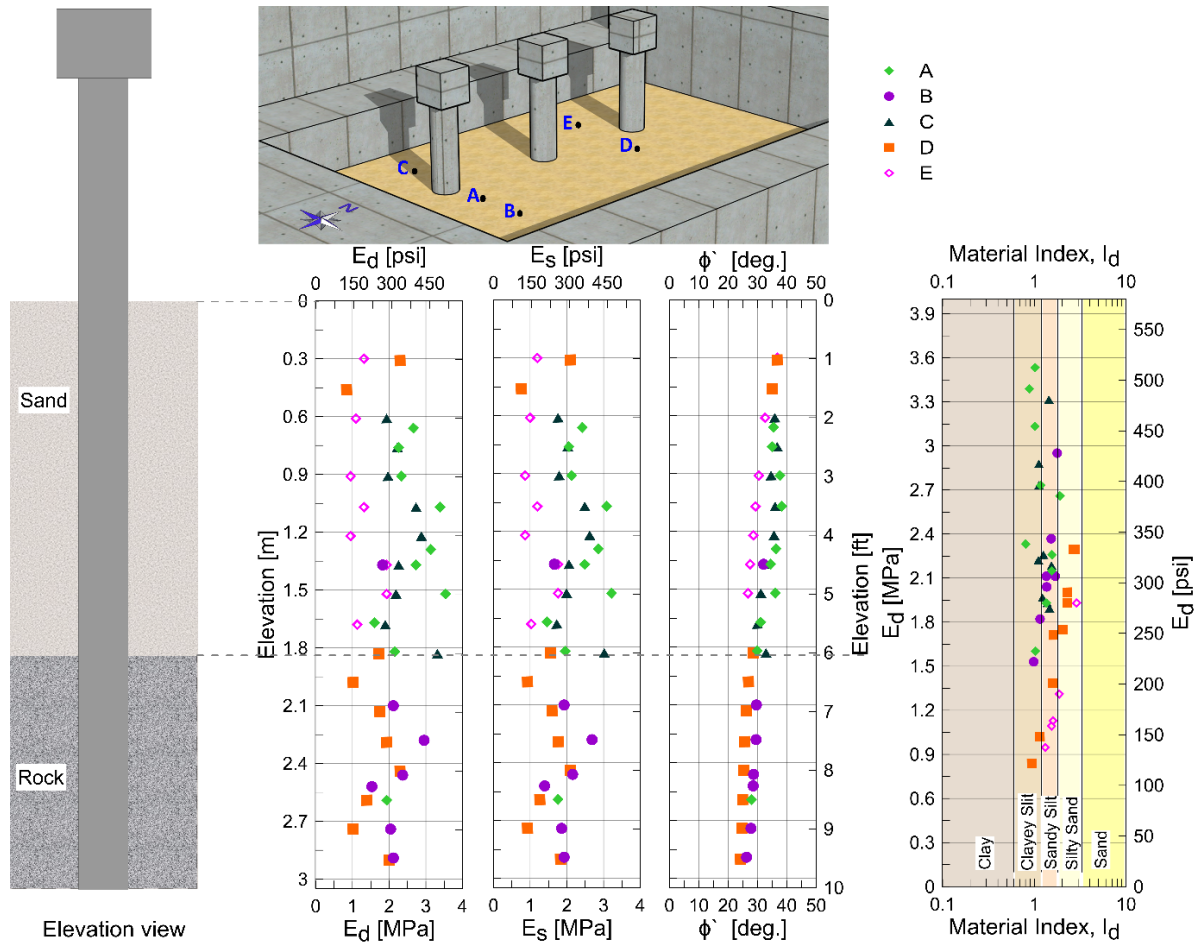 A
B
C
D
E
E
D
C
A
B
N
E_d [psi]
E_s [psi]
ϕ` [deg.]
Material Index, I_d
0 150 300 450
0 150 300 450
0 10 20 30 40 50
0.1 1 10
0
0.3
0.6
0.9
1.2
1.5
1.8
2.1
2.4
2.7
3
Elevation [m]
0
1
2
3
4
5
6
7
8
9
10
Elevation [ft]
3.9
3.6
3.3
3
2.7
2.4
2.1
1.8
1.5
1.2
0.9
0.6
0.3
0
E_d [MPa]
550
500
450
400
350
300
250
200
150
100
50
0
E_d [psi]
Sand
Rock
Clay
Clayey Slit
Sandy Silt
Silty Sand
Sand
0 1 2 3 4
0 1 2 3 4
0 10 20 30 40 50
0.1 1 10
Elevation view
E_d [MPa]
E_s [MPa]
ϕ` [deg.]
Material Index, I_d